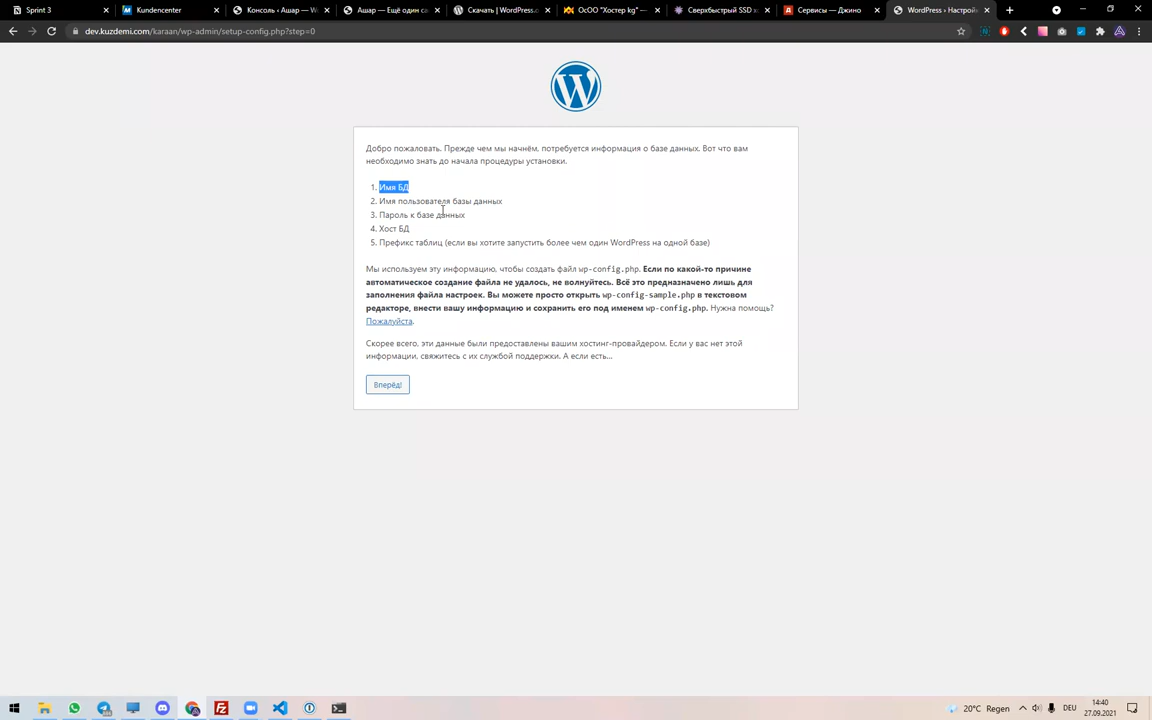 Sprint 3
Kundencenter
Консоль ‹ Ашар — W
Ашар — Ещё один са
Скачать | WordPress.o
ОсОО "Хостер kg" —
Сверхбыстрый SSD х
Сервисы — Джино
WordPress › Настрой
dev.kuzdemi.com/karaan/wp-admin/setup-config.php?step=0
Добро пожаловать. Прежде чем мы начнём, потребуется информация о базе данных. Вот что вам
необходимо знать до начала процедуры установки.
1. Имя БД
2. Имя пользователя базы данных
3. Пароль к базе данных
4. Хост БД
5. Префикс таблиц (если вы хотите запустить более чем один WordPress на одной базе)
Мы используем эту информацию, чтобы создать файл wp-config.php. Если по какой-то причине
автоматическое создание файла не удалось, не волнуйтесь. Всё это предназначено лишь для
заполнения файла настроек. Вы можете просто открыть wp-config-sample.php в текстовом
редакторе, внести вашу информацию и сохранить его под именем wp-config.php. Нужна помощь?
Пожалуйста.
Скорее всего, эти данные были предоставлены вашим хостинг-провайдером. Если у вас нет этой
информации, свяжитесь с их службой поддержки. А если есть…
Вперёд!
20°C Regen
DEU
14:40
27.09.2021